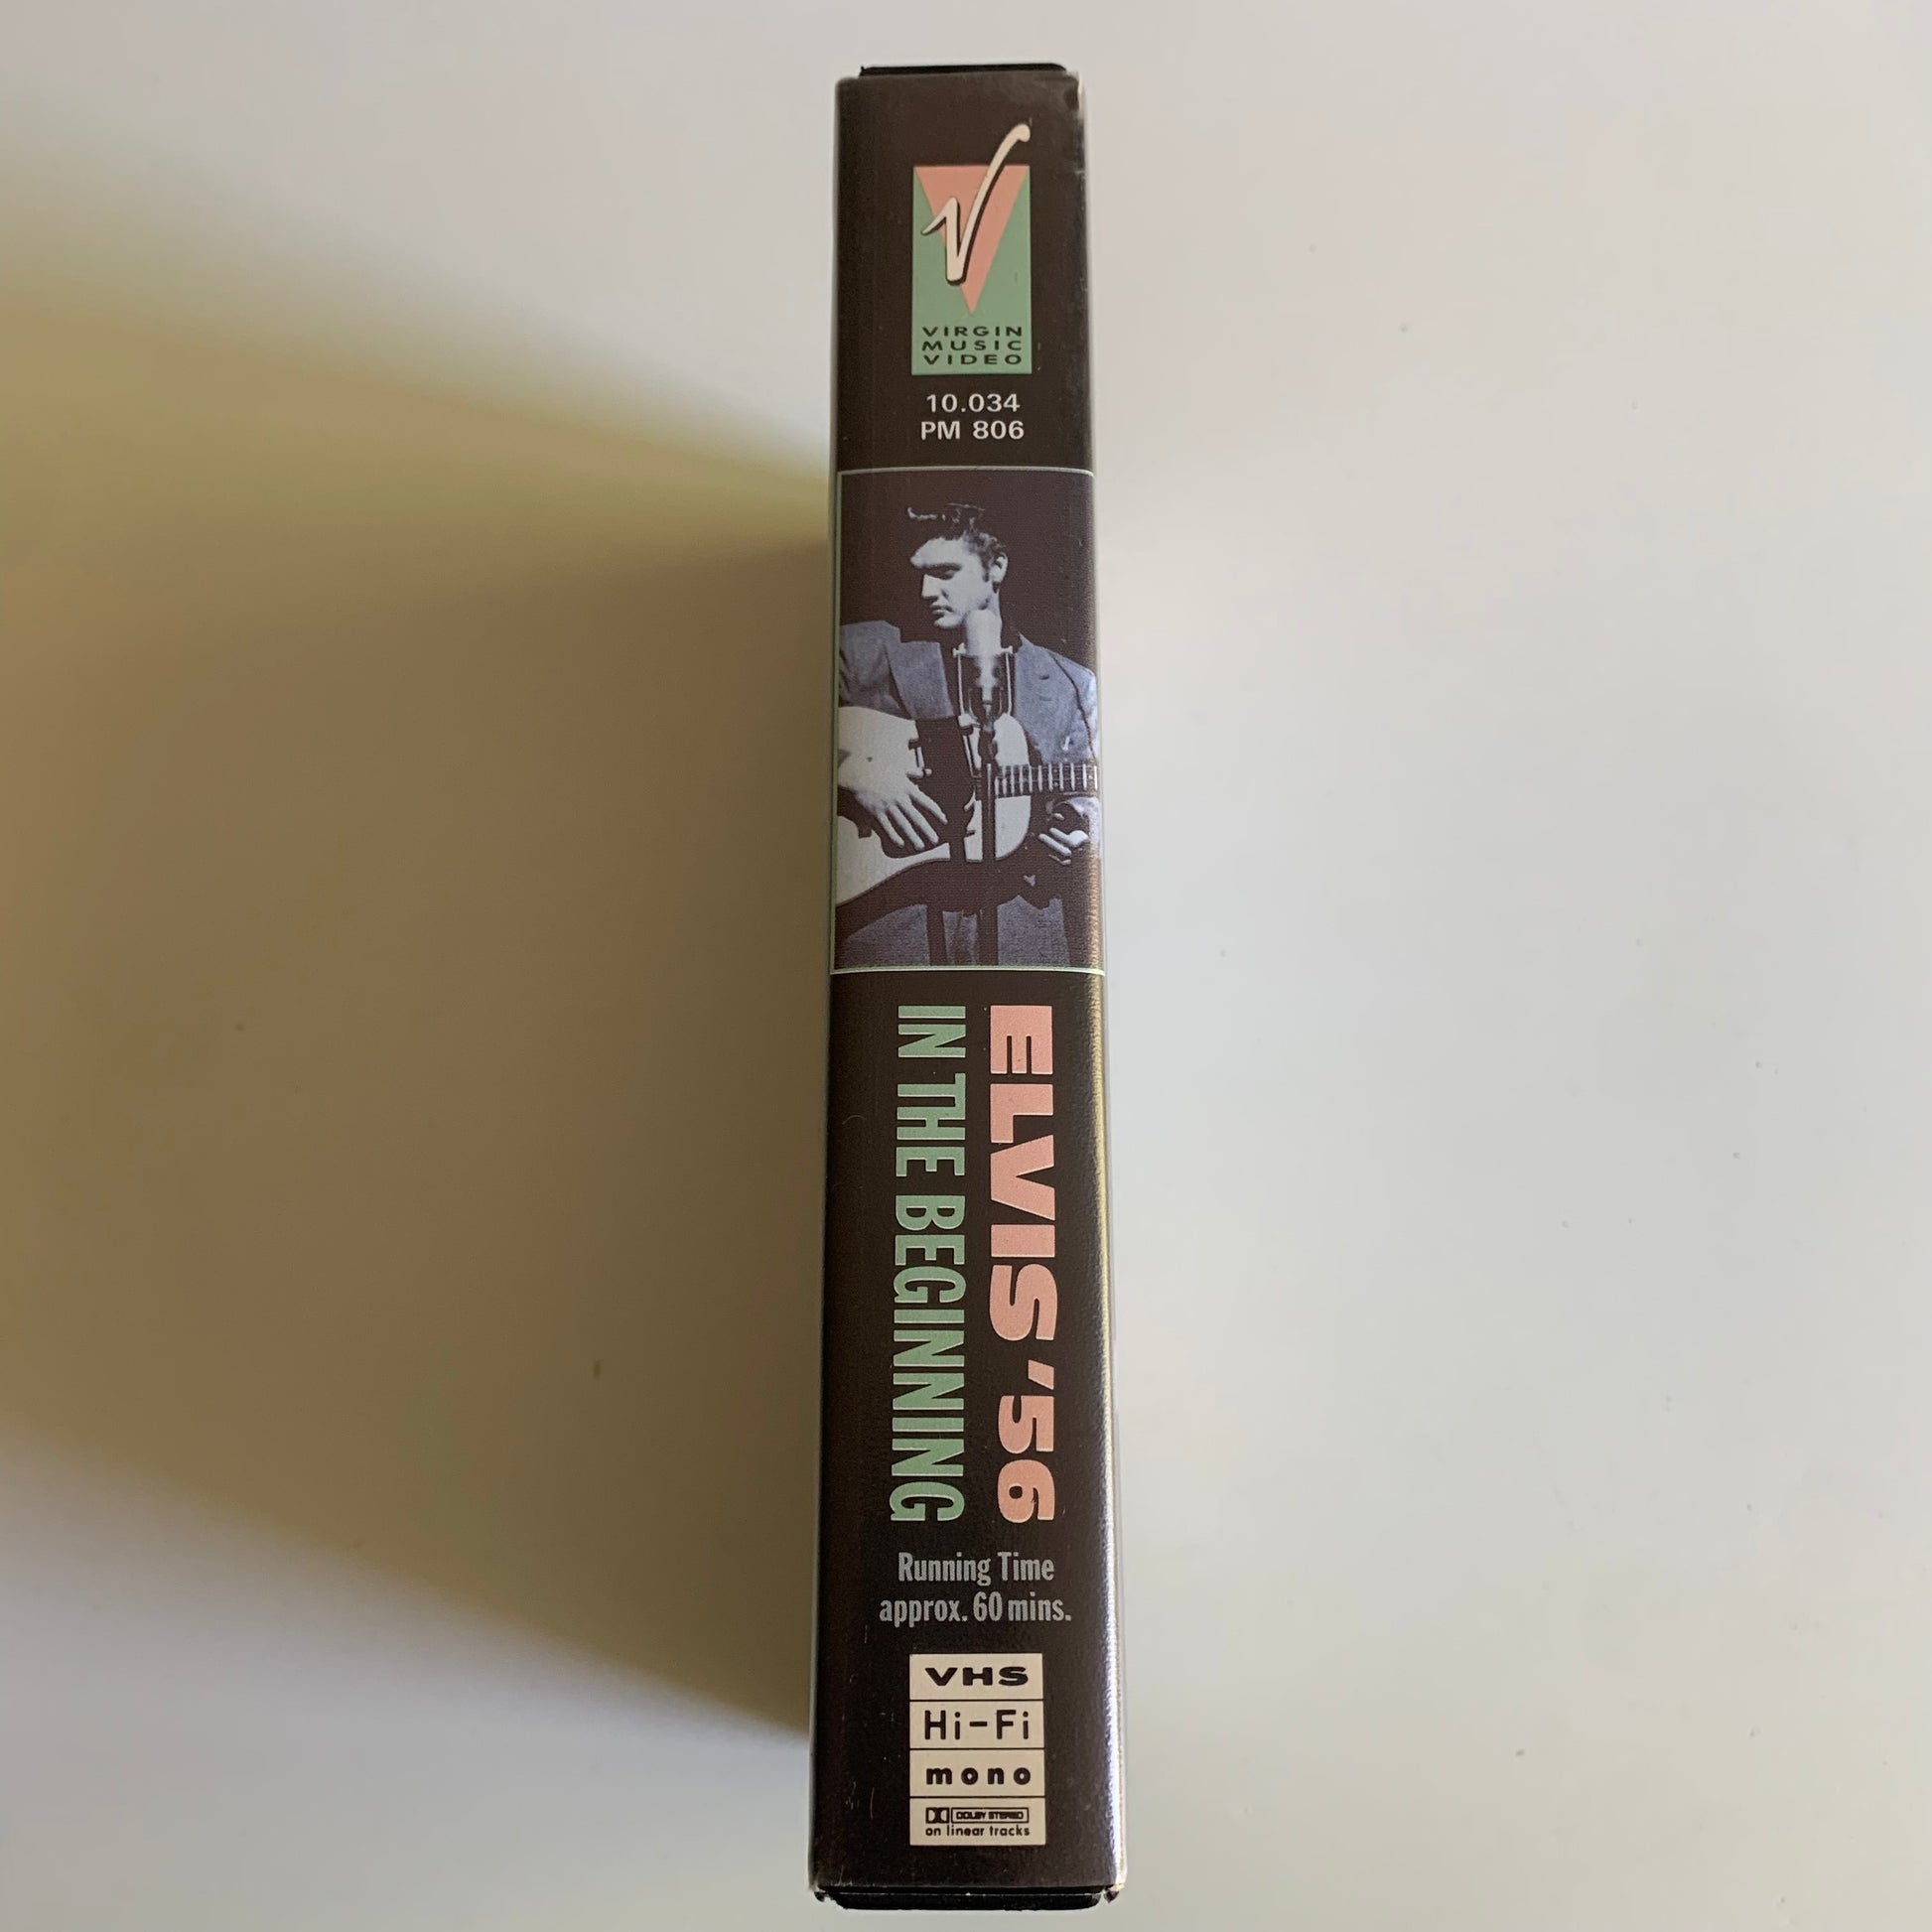 VIRGIN
MUSIC
VIDEO
10.034
PM 806
ELVIS '56
IN THE BEGINNING
Running Time
approx. 60 mins.
VHS
Hi-Fi
mono
DOLBY STEREO
on linear tracks